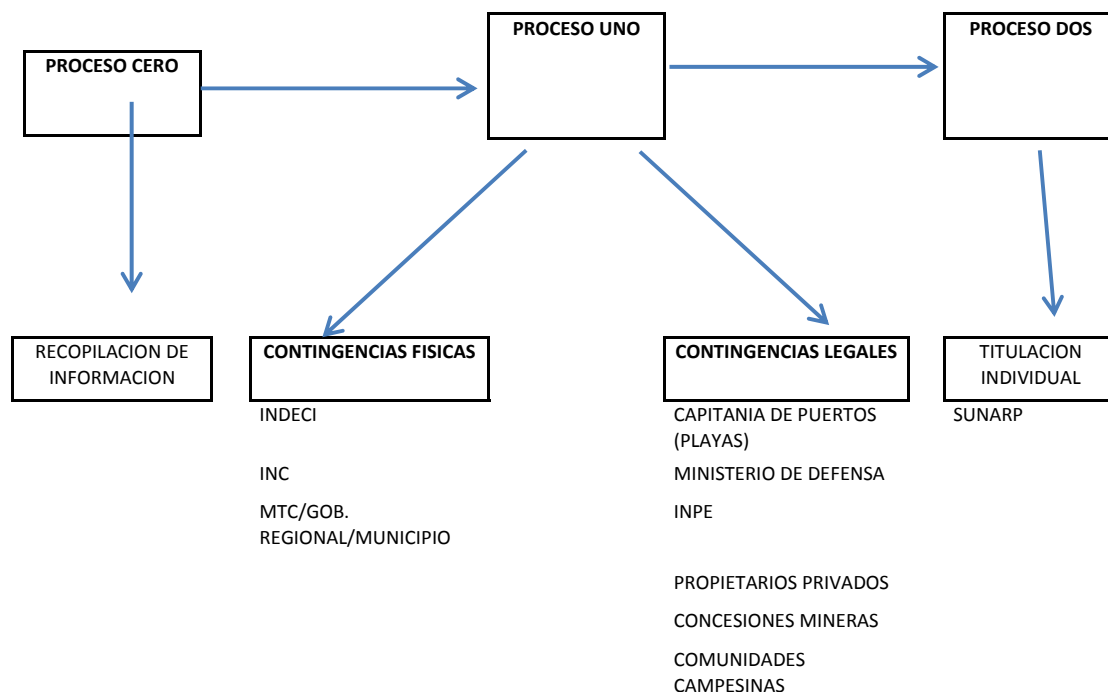 PROCESO CERO
PROCESO UNO
PROCESO DOS
RECOPILACION DE
INFORMACION
CONTINGENCIAS FISICAS
INDECI
INC
MTC/GOB.
REGIONAL/MUNICIPIO
CONTINGENCIAS LEGALES
CAPITANIA DE PUERTOS
(PLAYAS)
MINISTERIO DE DEFENSA
INPE
PROPIETARIOS PRIVADOS
CONCESIONES MINERAS
COMUNIDADES
CAMPESINAS
TITULACION
INDIVIDUAL
SUNARP